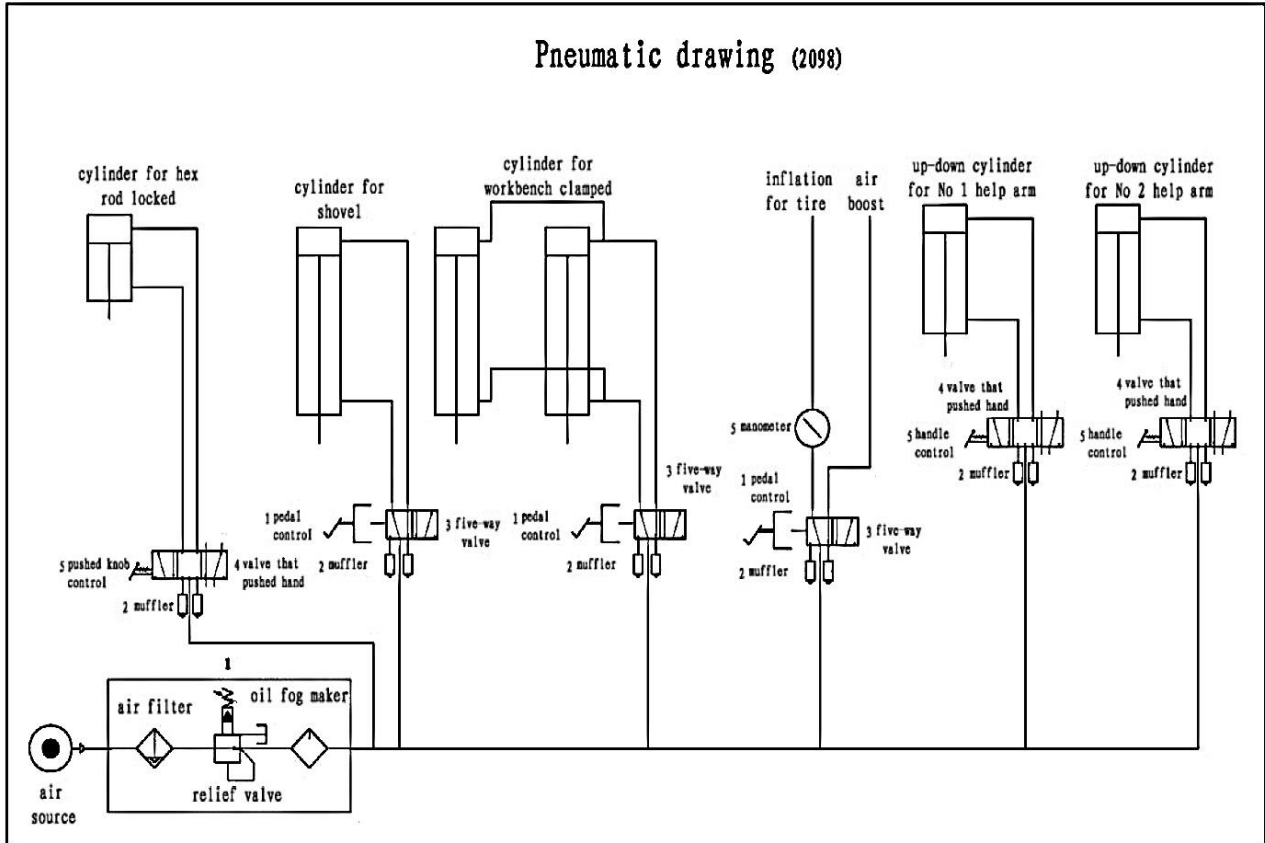 Pneumatic drawing (2098)
cylinder for hex
rod locked
cylinder for
shovel
cylinder for
workbench clamped
inflation
for tire
air
boost
up-down cylinder
for No 1 help arm
up-down cylinder
for No 2 help arm
4 valve that
pushed hand
5 handle
control
2 muffler
4 valve that
pushed hand
5 handle
control
2 muffler
5 manometer
1 pedal
control
3 five-way
valve
2 muffler
3 five-way
valve
1 pedal
control
2 muffler
1 pedal
control
3 five-way
valve
2 muffler
5 pushed knob
control
4 valve that
pushed hand
2 muffler
1
air filter
oil fog maker
relief valve
air
source